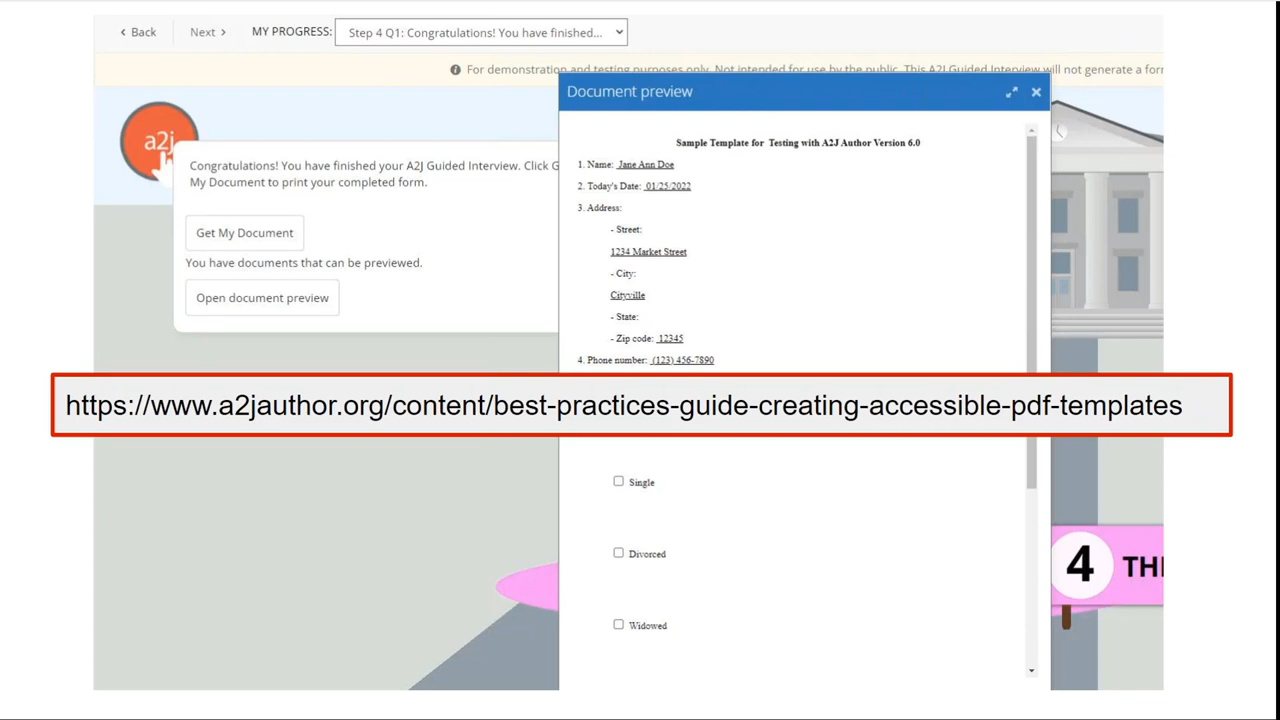 Back
Next
MY PROGRESS:
Step 4 Q1: Congratulations! You have finished...
For demonstration and testing purposes only. Not intended for use by the public. This A2J Guided Interview will not generate a for
Document preview
a2j
Congratulations! You have finished your A2J Guided Interview. Click G
My Document to print your completed form.
Get My Document
You have documents that can be previewed.
Open document preview
Sample Template for Testing with A2J Author Version 6.0
1. Name: Jane Ann Doe
2. Today's Date: 01/25/2022
3. Address:
- Street:
1234 Market Street
- City:
Cityville
- State:
- Zip code: 12345
4. Phone number: (123) 456-7890
https://www.a2jauthor.org/content/best-practices-guide-creating-accessible-pdf-templates
Single
Divorced
Widowed
4 THE